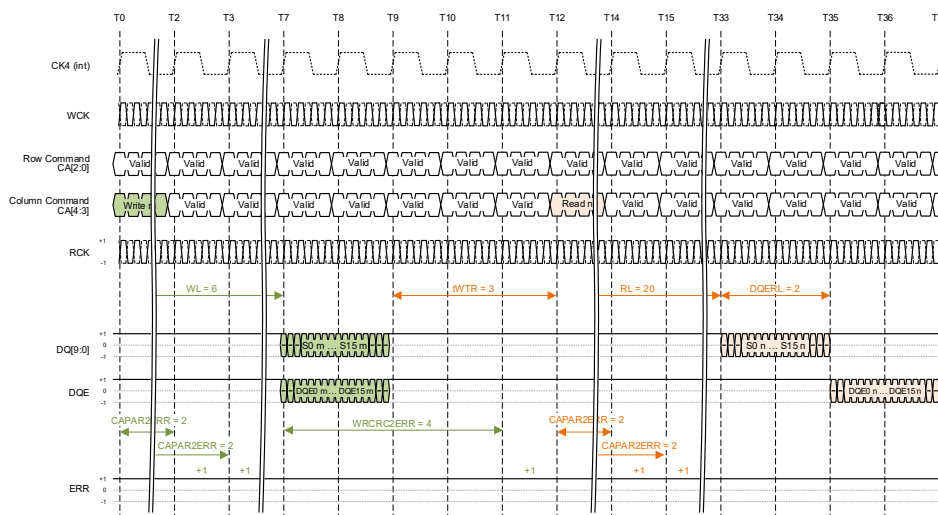 T0 T2 T3 T7 T8 T9 T10 T11 T12 T14 T15 T33 T34 T35 T36
CK4 (int)
WCK
Row Command
CA[2:0]
Valid Valid Valid Valid Valid Valid Valid Valid Valid Valid Valid Valid Valid Valid Valid
Column Command
CA[4:3]
Write Valid Valid Valid Valid Valid Valid Valid Read n Valid Valid Valid Valid Valid Valid
RCK
+1
-1
WL = 6
tWTR = 3
RL = 20
DQERL = 2
DQ[9:0]
+1
0
-1
S0 m ... S15 m
S0 n ... S15 n
DQE
+1
0
-1
DQE0 m ... DQE15 m
DQE0 n ... DQE15 n
CAPAR2ERR = 2
WRCRC2ERR = 4
CAPAR2ERR = 2
CAPAR2ERR = 2
CAPAR2ERR = 2
+1 +1 +1 +1 +1
ERR
+1
0
-1